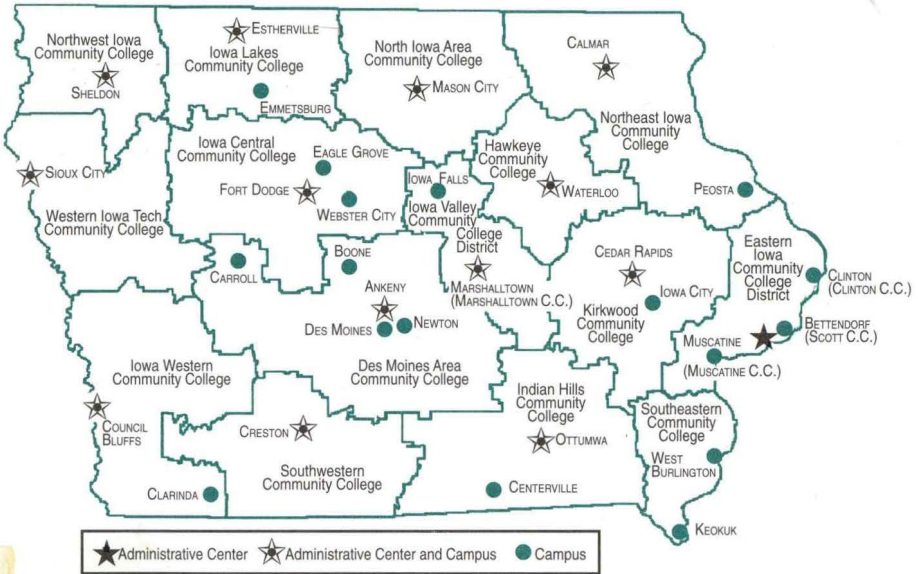 ESTHERVILLE
Northwest Iowa
Community College
SHELDON
Iowa Lakes
Community College
EMMETSBURG
North Iowa Area
Community College
MASON CITY
CALMAR
Northeast Iowa
Community
College
PEOSTA
SIOUX CITY
Western Iowa Tech
Community College
Iowa Central
Community College
EAGLE GROVE
FORT DODGE
WEBSTER CITY
IOWA FALLS
Iowa Valley
Community
College
District
MARSHALLTOWN
(MARSHALLTOWN C.C.)
Hawkeye
Community
College
WATERLOO
CARROLL
BOONE
ANKENY
DES MOINES
NEWTON
Des Moines Area
Community College
CEDAR RAPIDS
IOWA CITY
Kirkwood
Community
College
Eastern
Iowa
Community
College
District
CLINTON
(CLINTON C.C.)
BETTENDORF
(SCOTT C.C.)
MUSCATINE
(MUSCATINE C.C.)
Iowa Western
Community College
COUNCIL
BLUFFS
CLARINDA
CRESTON
Southwestern
Community College
Indian Hills
Community
College
OTTUMWA
CENTERVILLE
Southeastern
Community
College
WEST
BURLINGTON
KEOKUK
Administrative Center Administrative Center and Campus Campus